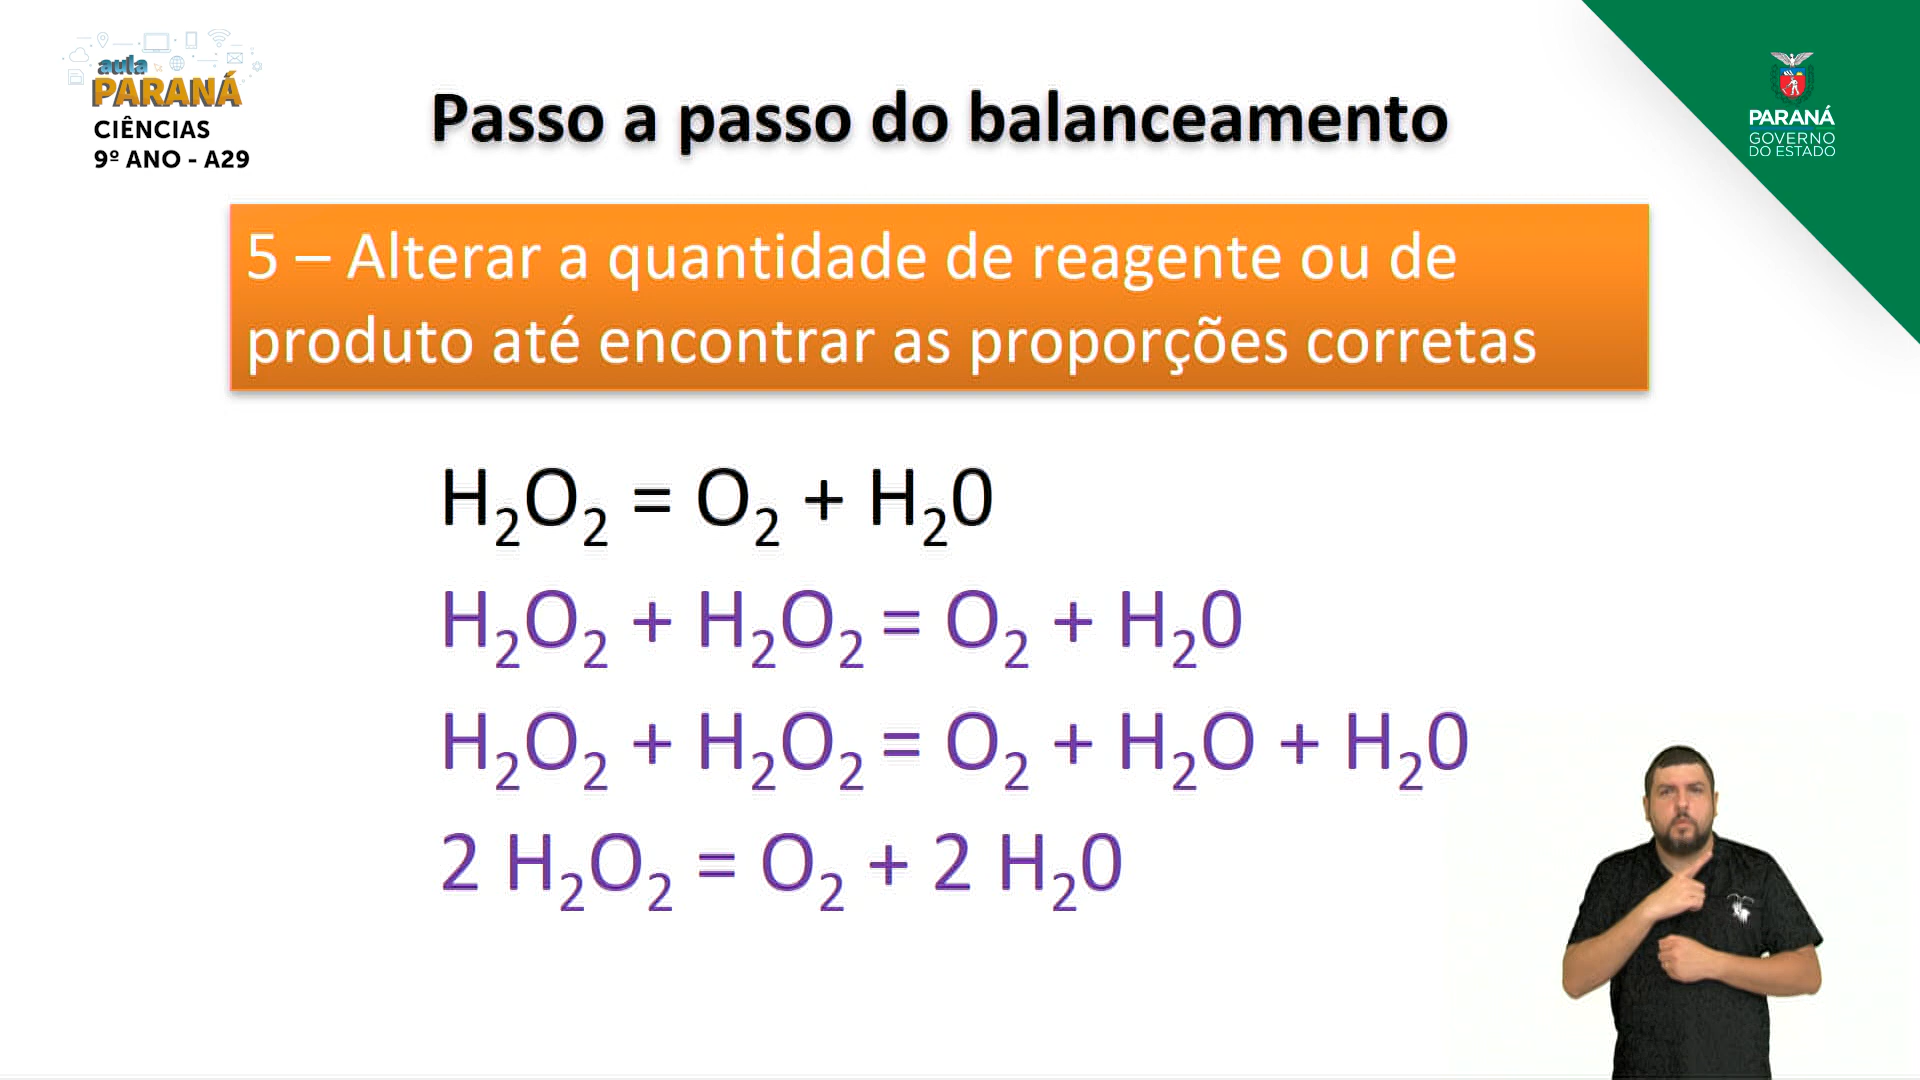 aula
PARANÁ
CIÊNCIAS
9º ANO - A29
Passo a passo do balanceamento
PARANÁ
GOVERNO
DO ESTADO
5 – Alterar a quantidade de reagente ou de
produto até encontrar as proporções corretas
H₂O₂ = O₂ + H₂0
H₂O₂ + H₂O₂ = O₂ + H₂0
H₂O₂ + H₂O₂ = O₂ + H₂O + H₂0
2 H₂O₂ = O₂ + 2 H₂0